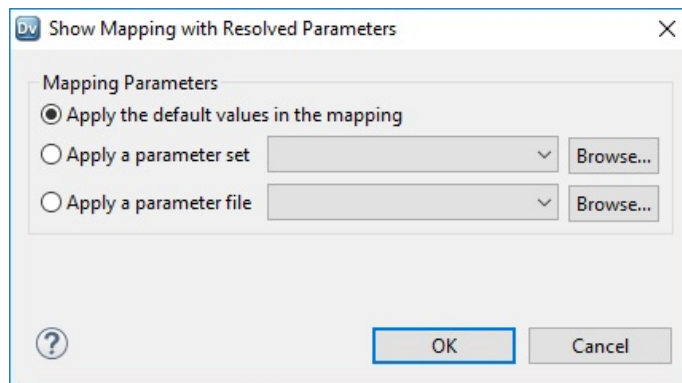 Dv Show Mapping with Resolved Parameters
Mapping Parameters
Apply the default values in the mapping
Apply a parameter set Browse...
Apply a parameter file Browse...
? OK Cancel